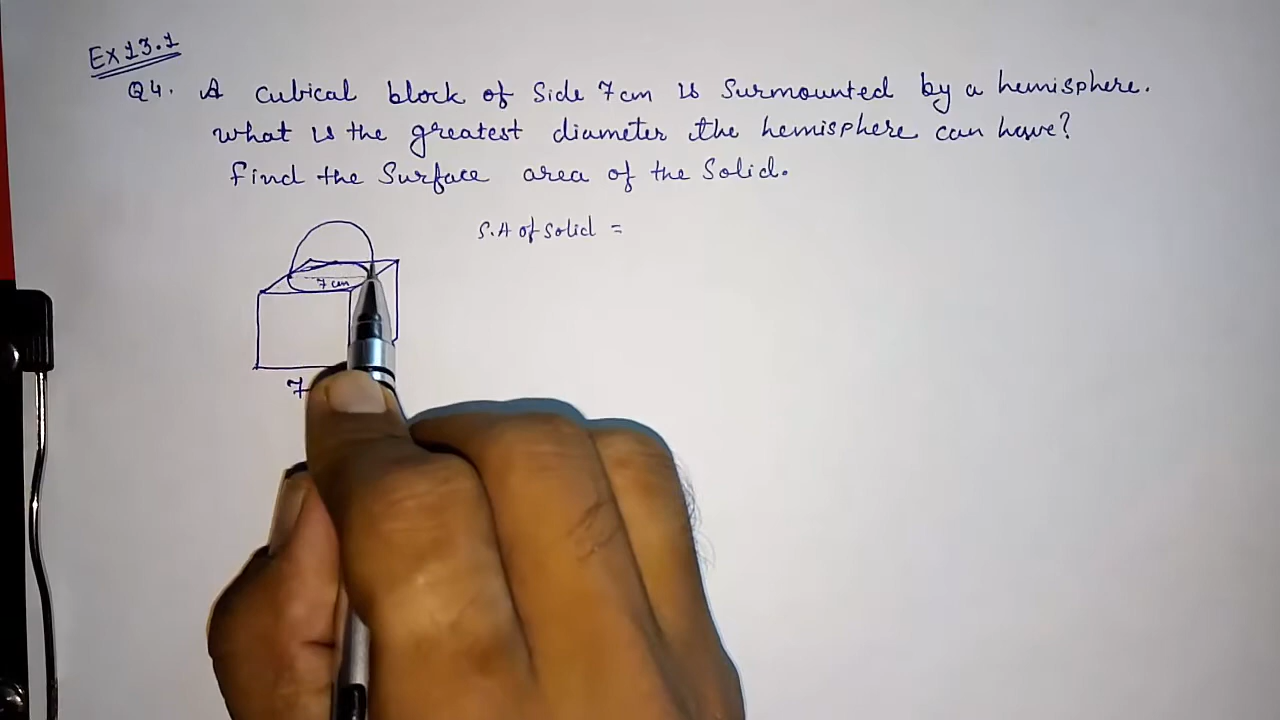 Ex 13.1
Q4. A cubical block of Side 7cm is Surmounted by a hemisphere.
what is the greatest diameter the hemisphere can have?
find the Surface area of the Solid.
S.A of Solid =
7 cm
7